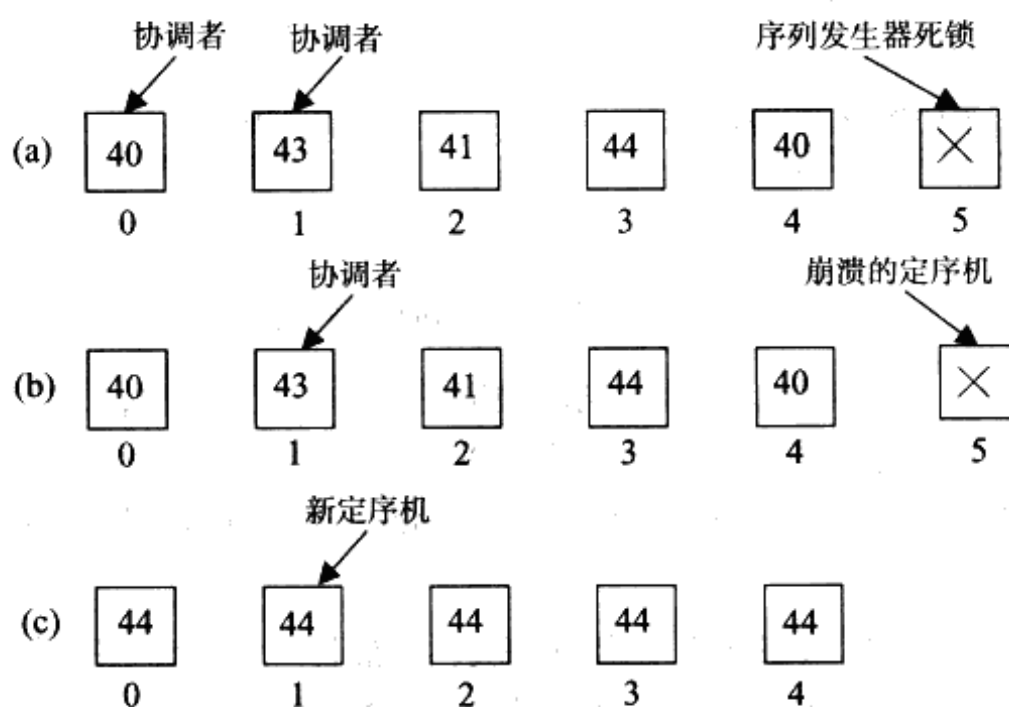 协调者 协调者 序列发生器死锁
(a) 40 43 41 44 40
0 1 2 3 4 5
协调者 崩溃的定序机
(b) 40 43 41 44 40
0 1 2 3 4 5
新定序机
(c) 44 44 44 44 44
0 1 2 3 4